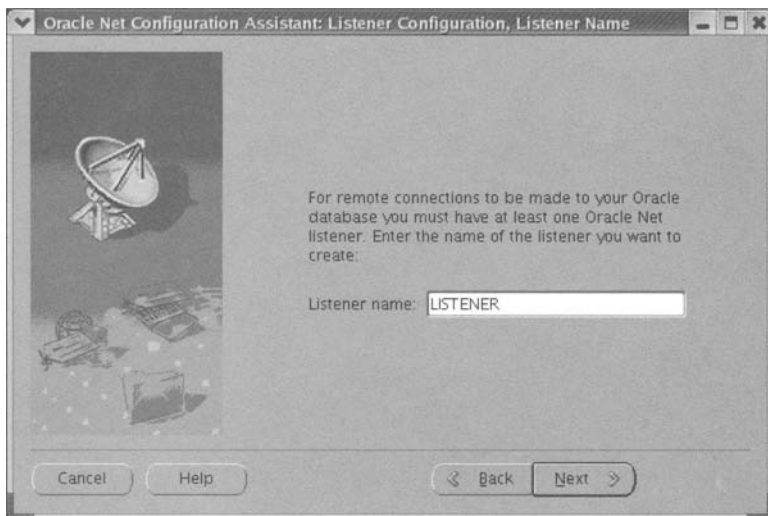 Oracle Net Configuration Assistant: Listener Configuration, Listener Name
For remote connections to be made to your Oracle
database you must have at least one Oracle Net
listener. Enter the name of the listener you want to
create:
Listener name: LISTENER
Cancel Help Back Next